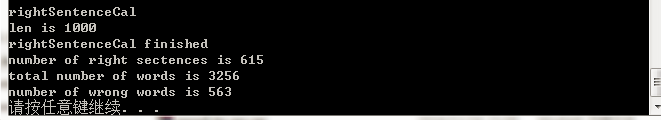 rightSentenceCal
len is 1000
rightSentenceCal finished
number of right sectences is 615
total number of words is 3256
number of wrong words is 563
请按任意键继续. . .